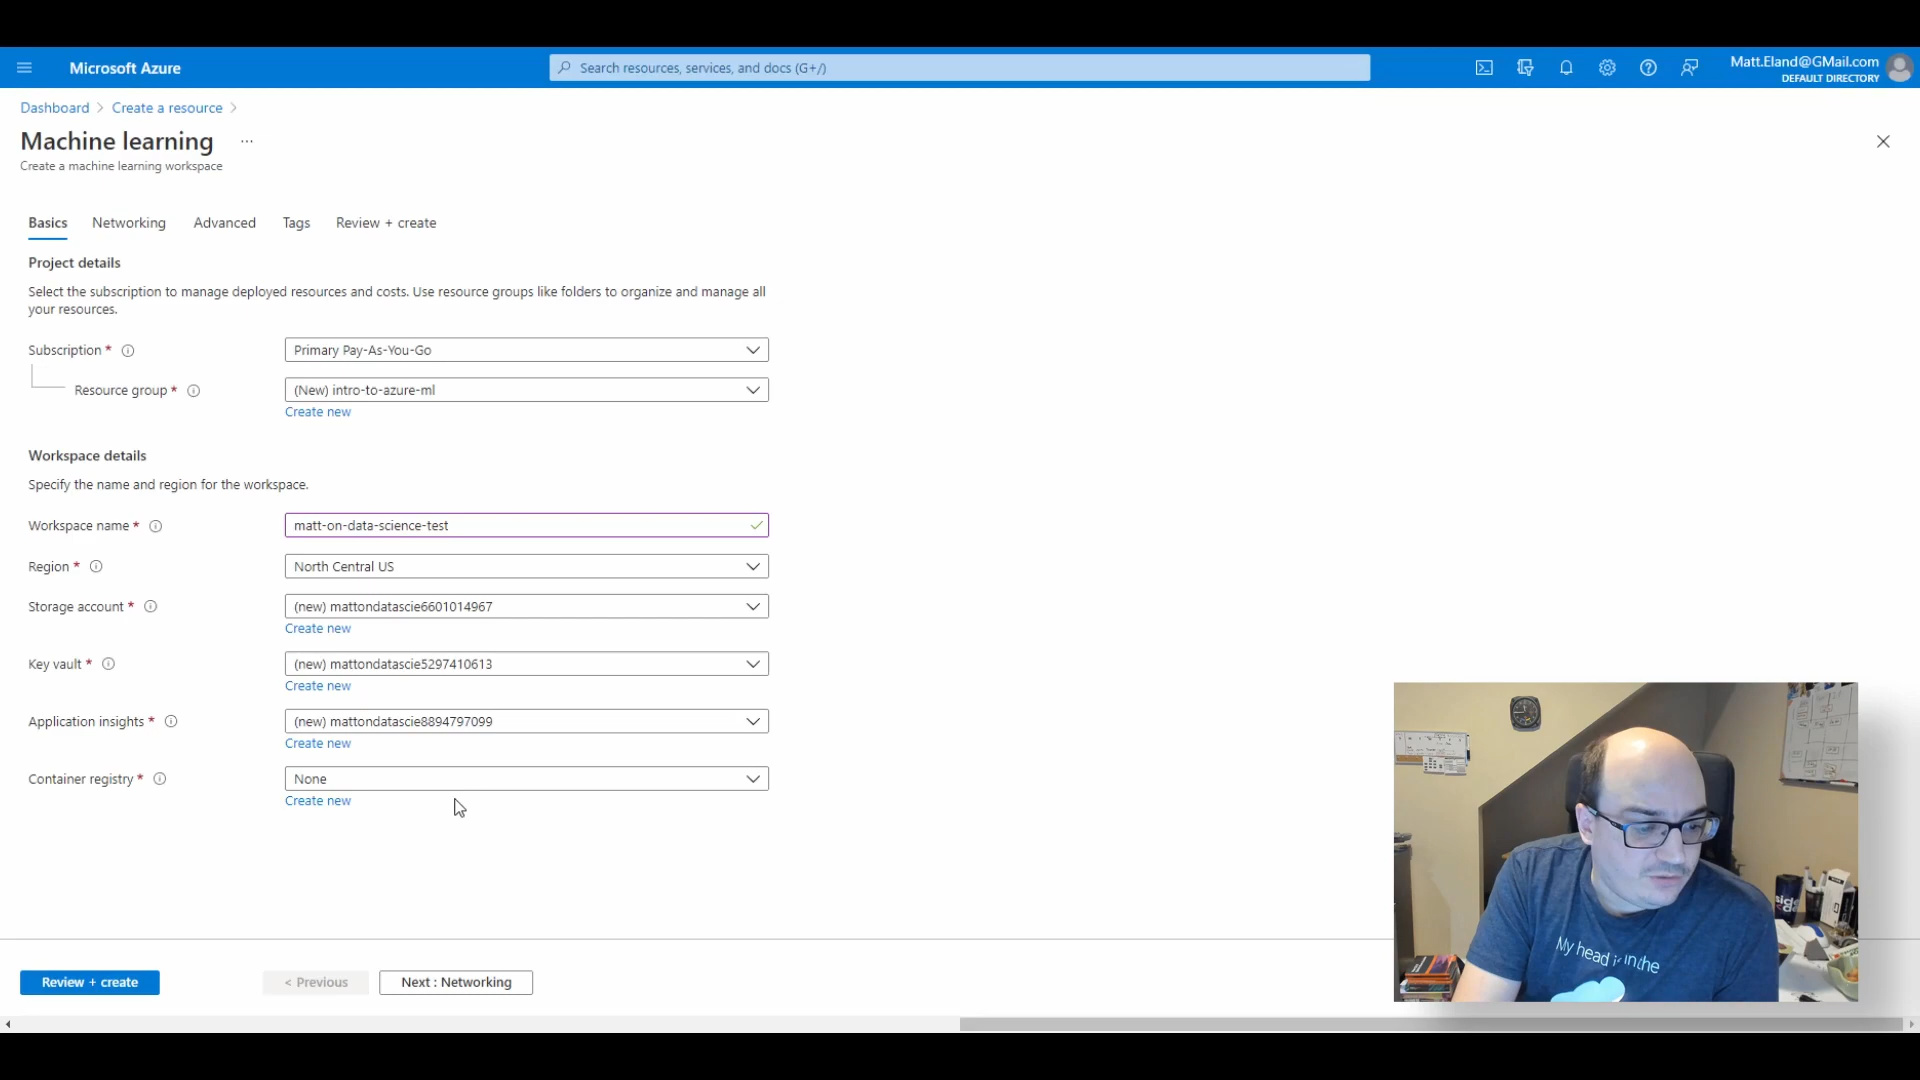 Microsoft Azure
Search resources, services, and docs (G+/)
Matt.Eland@GMail.com
DEFAULT DIRECTORY
Dashboard > Create a resource >
Machine learning ...
Create a machine learning workspace
Basics Networking Advanced Tags Review + create
Project details
Select the subscription to manage deployed resources and costs. Use resource groups like folders to organize and manage all
your resources.
Subscription * Primary Pay-As-You-Go
Resource group * (New) intro-to-azure-ml
Create new
Workspace details
Specify the name and region for the workspace.
Workspace name * matt-on-data-science-test
Region * North Central US
Storage account * (new) mattondatascie6601014967
Create new
Key vault * (new) mattondatascie5297410613
Create new
Application insights * (new) mattondatascie8894797099
Create new
Container registry * None
Create new
My head is in the
Review + create < Previous Next : Networking